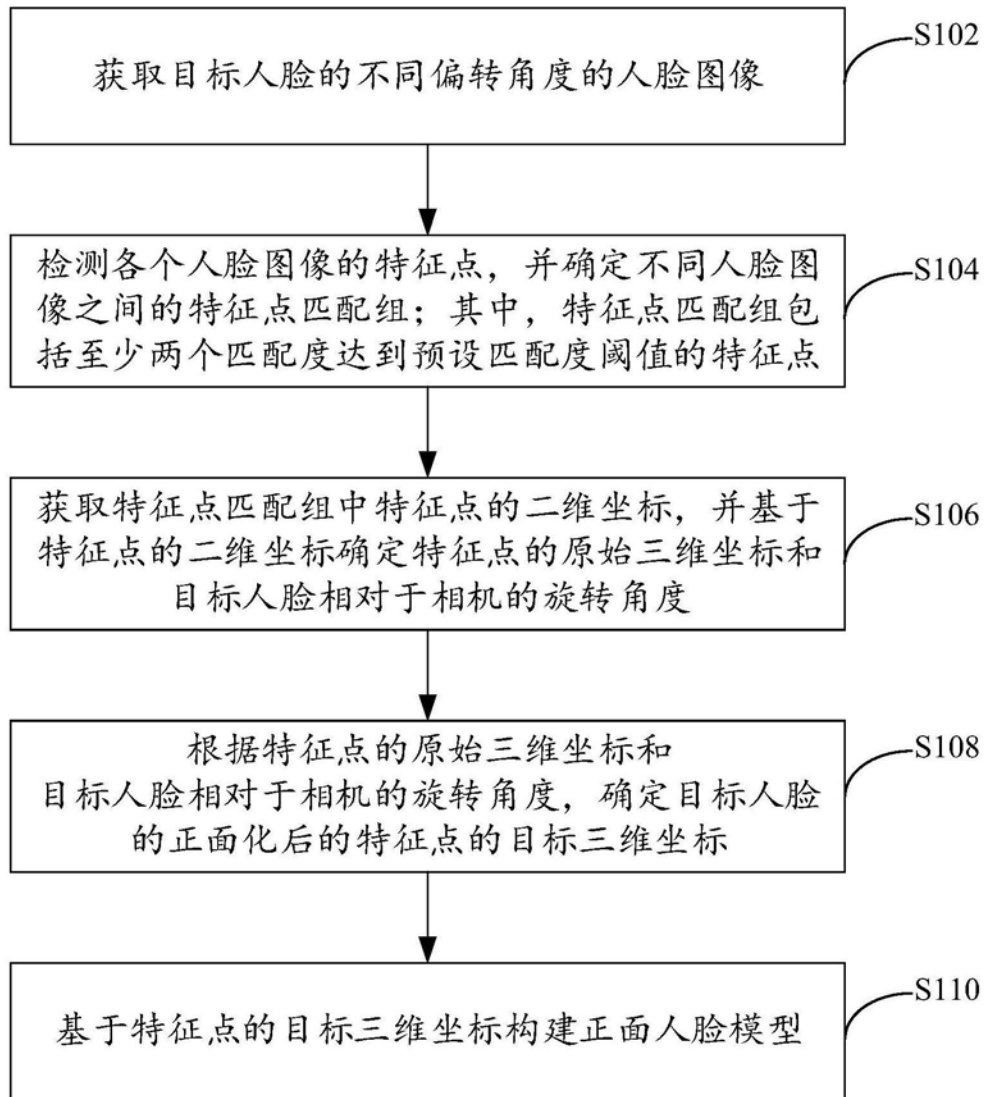 获取目标人脸的不同偏转角度的人脸图像
S102
检测各个人脸图像的特征点，并确定不同人脸图
像之间的特征点匹配组；其中，特征点匹配组包
括至少两个匹配度达到预设匹配度阈值的特征点
S104
获取特征点匹配组中特征点的二维坐标，并基于
特征点的二维坐标确定特征点的原始三维坐标和
目标人脸相对于相机的旋转角度
S106
根据特征点的原始三维坐标和
目标人脸相对于相机的旋转角度，确定目标人脸
的正面化后的特征点的目标三维坐标
S108
基于特征点的目标三维坐标构建正面人脸模型
S110